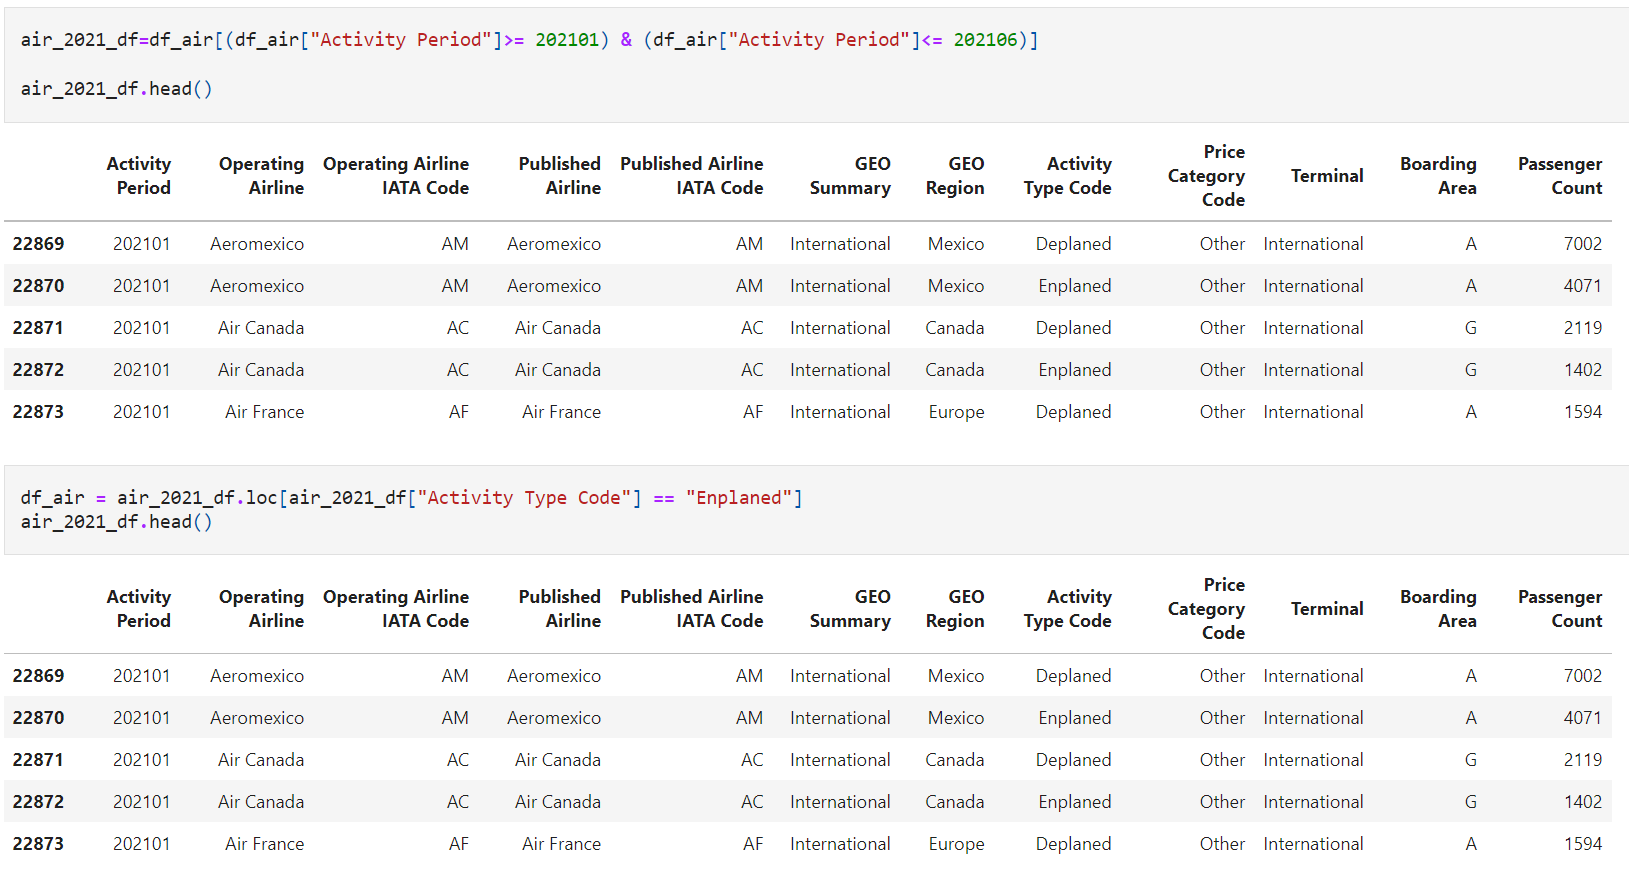 air_2021_df=df_air[(df_air["Activity Period"]>= 202101) & (df_air["Activity Period"]<= 202106)]
air_2021_df.head()
Activity Period Operating Airline Operating Airline IATA Code Published Airline Published Airline IATA Code GEO Summary GEO Region Activity Type Code Price Category Code Terminal Boarding Area Passenger Count
22869 202101 Aeromexico AM Aeromexico AM International Mexico Deplaned Other International A 7002
22870 202101 Aeromexico AM Aeromexico AM International Mexico Enplaned Other International A 4071
22871 202101 Air Canada AC Air Canada AC International Canada Deplaned Other International G 2119
22872 202101 Air Canada AC Air Canada AC International Canada Enplaned Other International G 1402
22873 202101 Air France AF Air France AF International Europe Deplaned Other International A 1594
df_air = air_2021_df.loc[air_2021_df["Activity Type Code"] == "Enplaned"]
air_2021_df.head()
Activity Period Operating Airline Operating Airline IATA Code Published Airline Published Airline IATA Code GEO Summary GEO Region Activity Type Code Price Category Code Terminal Boarding Area Passenger Count
22869 202101 Aeromexico AM Aeromexico AM International Mexico Deplaned Other International A 7002
22870 202101 Aeromexico AM Aeromexico AM International Mexico Enplaned Other International A 4071
22871 202101 Air Canada AC Air Canada AC International Canada Deplaned Other International G 2119
22872 202101 Air Canada AC Air Canada AC International Canada Enplaned Other International G 1402
22873 202101 Air France AF Air France AF International Europe Deplaned Other International A 1594